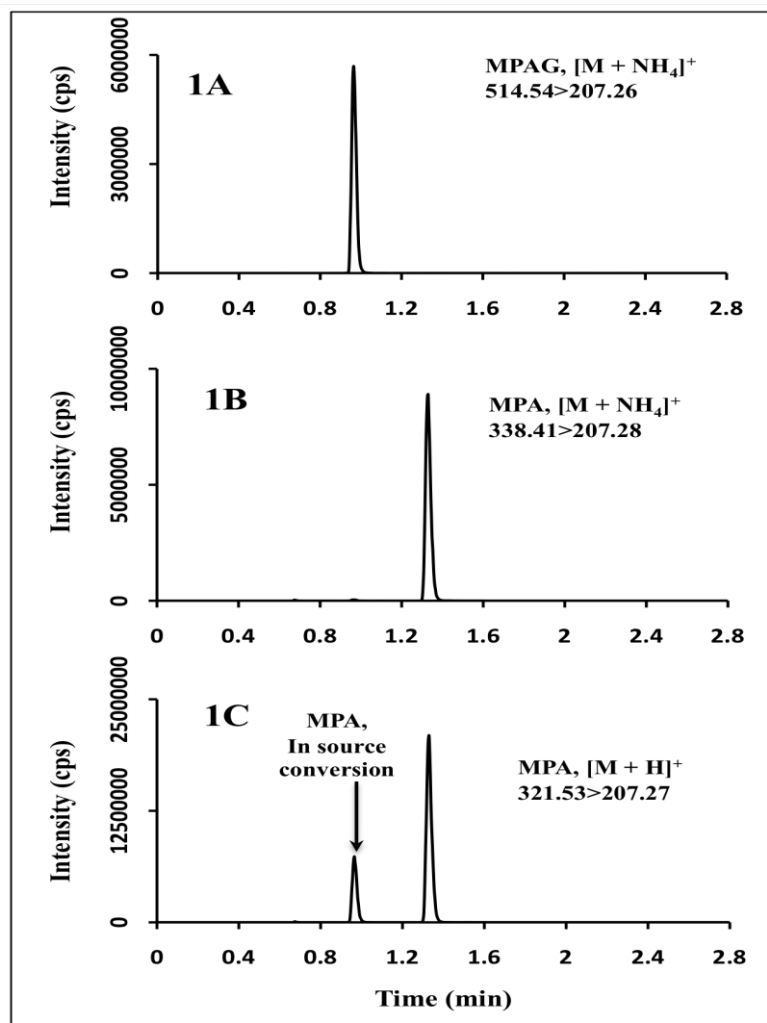 1A
MPAG, [M + NH₄]⁺
514.54>207.26
Intensity (cps)
6000000
3000000
0
0 0.4 0.8 1.2 1.6 2 2.4 2.8
1B
MPA, [M + NH₄]⁺
338.41>207.28
Intensity (cps)
10000000
5000000
0
0 0.4 0.8 1.2 1.6 2 2.4 2.8
1C
MPA,
In source
conversion
MPA, [M + H]⁺
321.53>207.27
Intensity (cps)
25000000
12500000
0
0 0.4 0.8 1.2 1.6 2 2.4 2.8
Time (min)